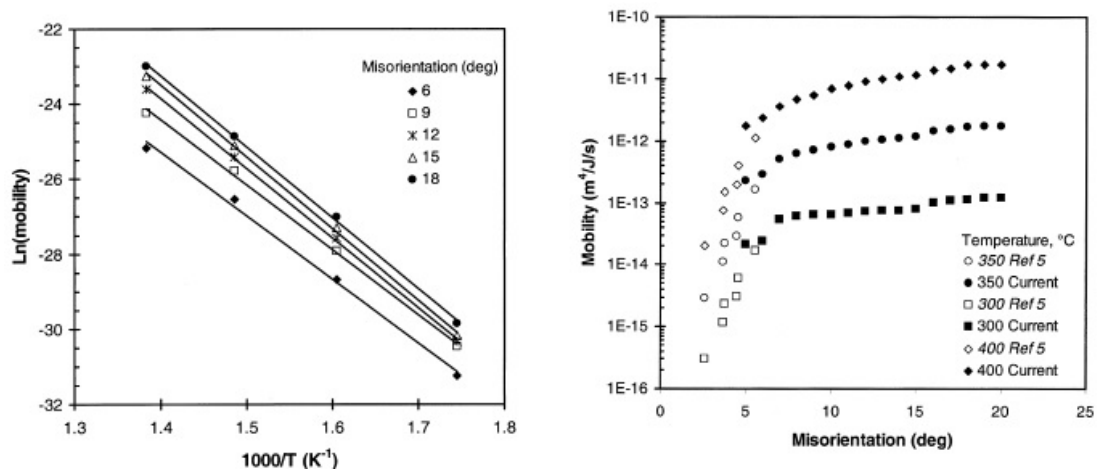 -22
-24
-26
-28
-30
-32
Ln(mobility)
1.3
1.4
1.5
1.6
1.7
1.8
1000/T (K⁻¹)
Misorientation (deg)
6
9
12
15
18
1E-10
1E-11
1E-12
1E-13
1E-14
1E-15
1E-16
Mobility (m⁴/J/s)
0
5
10
15
20
25
Misorientation (deg)
Temperature, °C
350 Ref 5
350 Current
300 Ref 5
300 Current
400 Ref 5
400 Current